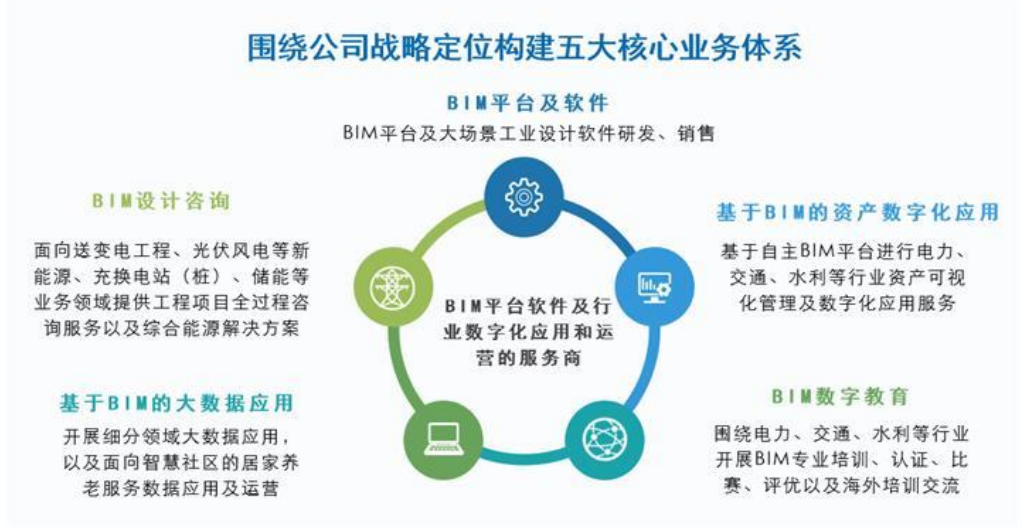 围绕公司战略定位构建五大核心业务体系
BIM平台及软件
BIM平台及大场景工业设计软件研发、销售
BIM设计咨询
面向送变电工程、光伏风电等新
能源、充换电站（桩）、储能等
业务领域提供工程项目全过程咨
询服务以及综合能源解决方案
基于BIM的资产数字化应用
基于自主BIM平台进行电力、
交通、水利等行业资产可视
化管理及数字化应用服务
BIM平台软件及行
业数字化应用和运
营的服务商
基于BIM的大数据应用
开展细分领域大数据应用，
以及面向智慧社区的居家养
老服务数据应用及运营
BIM数字教育
围绕电力、交通、水利等行业
开展BIM专业培训、认证、比
赛、评优以及海外培训交流